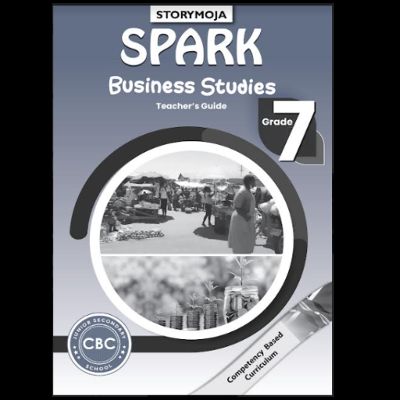 STORYMOJA
SPARK
Business Studies
Teacher's Guide
Grade 7
JUNIOR SECONDARY
CBC
SCHOOL
Competency Based
Curriculum